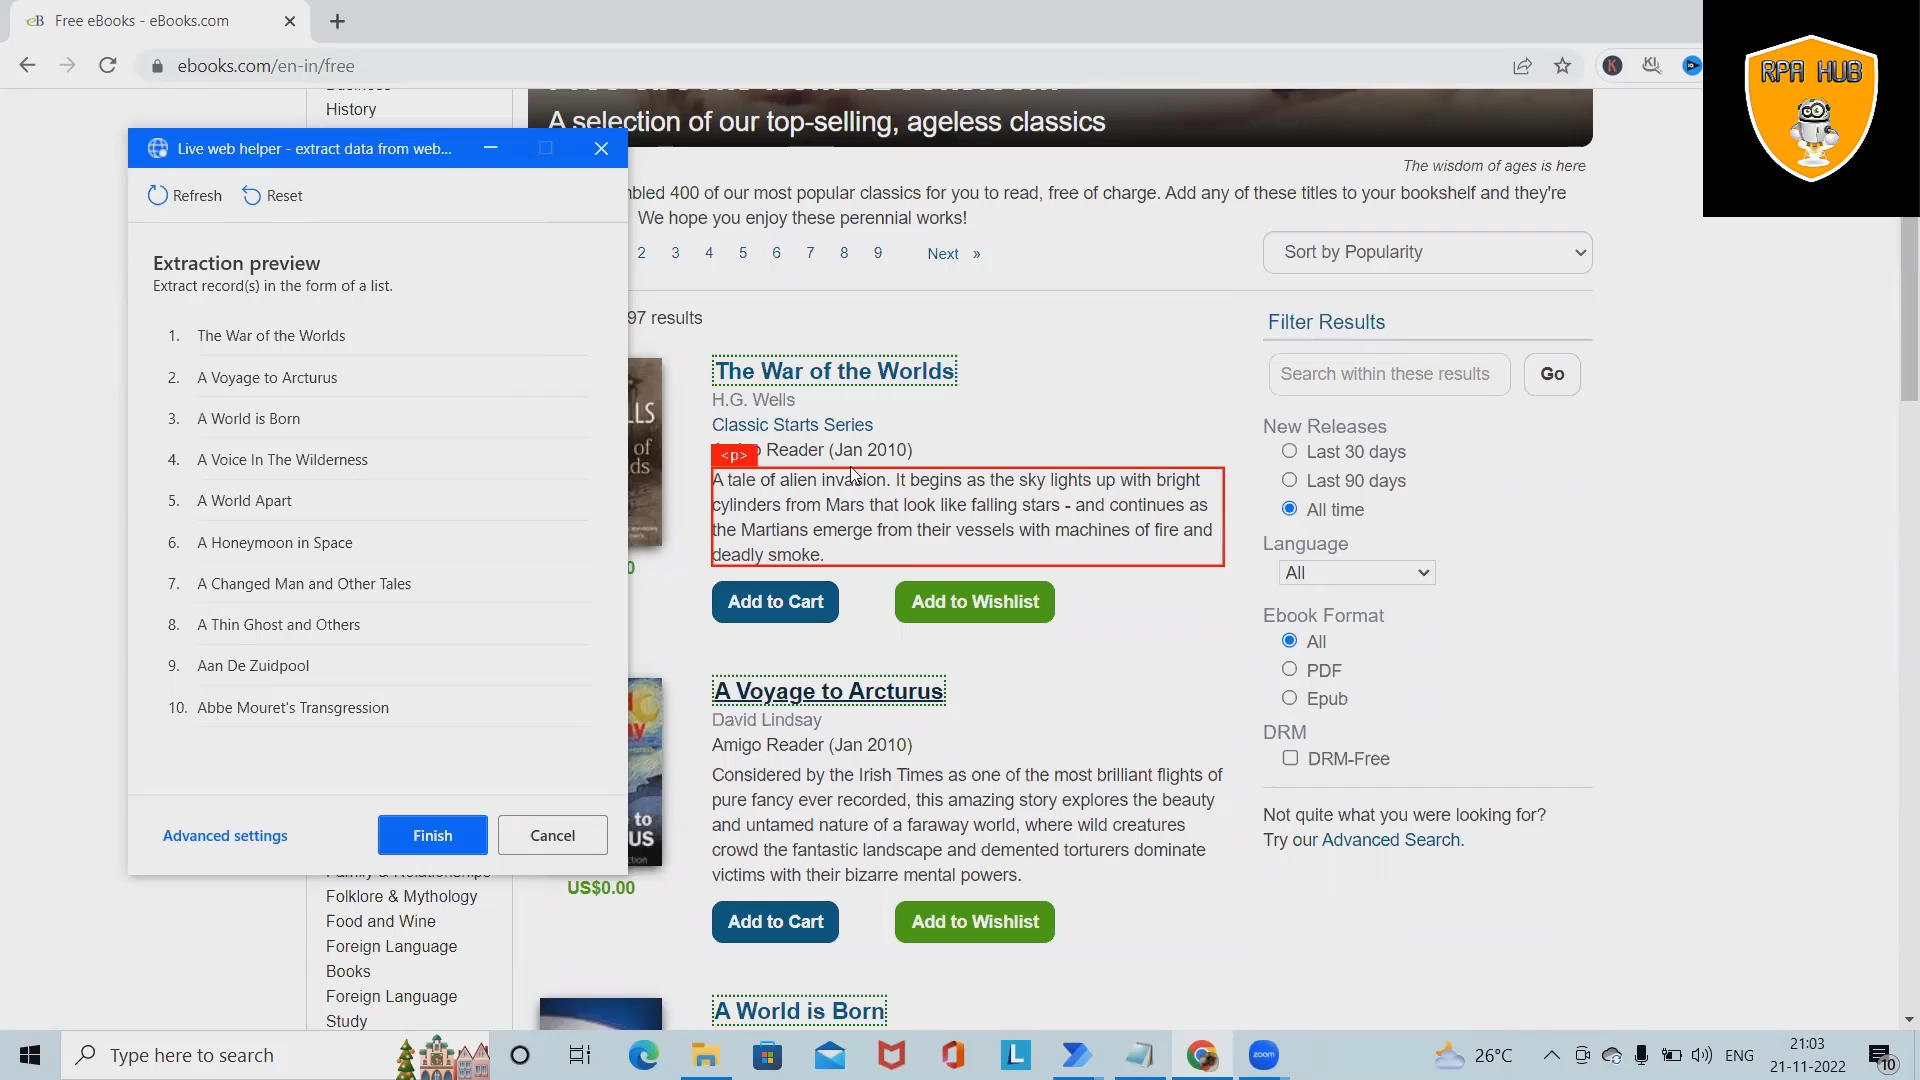 Free eBooks - eBooks.com
ebooks.com/en-in/free
RPA HUB
History
A selection of our top-selling, ageless classics
The wisdom of ages is here
400 of our most popular classics for you to read, free of charge. Add any of these titles to your bookshelf and they're
We hope you enjoy these perennial works!
2 3 4 5 6 7 8 9 Next »
Sort by Popularity
97 results
Live web helper - extract data from web...
Refresh Reset
Extraction preview
Extract record(s) in the form of a list.
1. The War of the Worlds
2. A Voyage to Arcturus
3. A World is Born
4. A Voice In The Wilderness
5. A World Apart
6. A Honeymoon in Space
7. A Changed Man and Other Tales
8. A Thin Ghost and Others
9. Aan De Zuidpool
10. Abbe Mouret's Transgression
Advanced settings Finish Cancel
Folklore & Mythology
Food and Wine
Foreign Language
Books
Foreign Language
Study
The War of the Worlds
H.G. Wells
Classic Starts Series
Reader (Jan 2010)
<p>
A tale of alien invasion. It begins as the sky lights up with bright
cylinders from Mars that look like falling stars - and continues as
the Martians emerge from their vessels with machines of fire and
deadly smoke.
Add to Cart Add to Wishlist
US$0.00
A Voyage to Arcturus
David Lindsay
Amigo Reader (Jan 2010)
Considered by the Irish Times as one of the most brilliant flights of
pure fancy ever recorded, this amazing story explores the beauty
and untamed nature of a faraway world, where wild creatures
crowd the fantastic landscape and demented torturers dominate
victims with their bizarre mental powers.
Add to Cart Add to Wishlist
A World is Born
Filter Results
Search within these results Go
New Releases
Last 30 days
Last 90 days
All time
Language
All
Ebook Format
All
PDF
Epub
DRM
DRM-Free
Not quite what you were looking for?
Try our Advanced Search.
Type here to search
zoom
26°C
ENG
21:03
21-11-2022
10